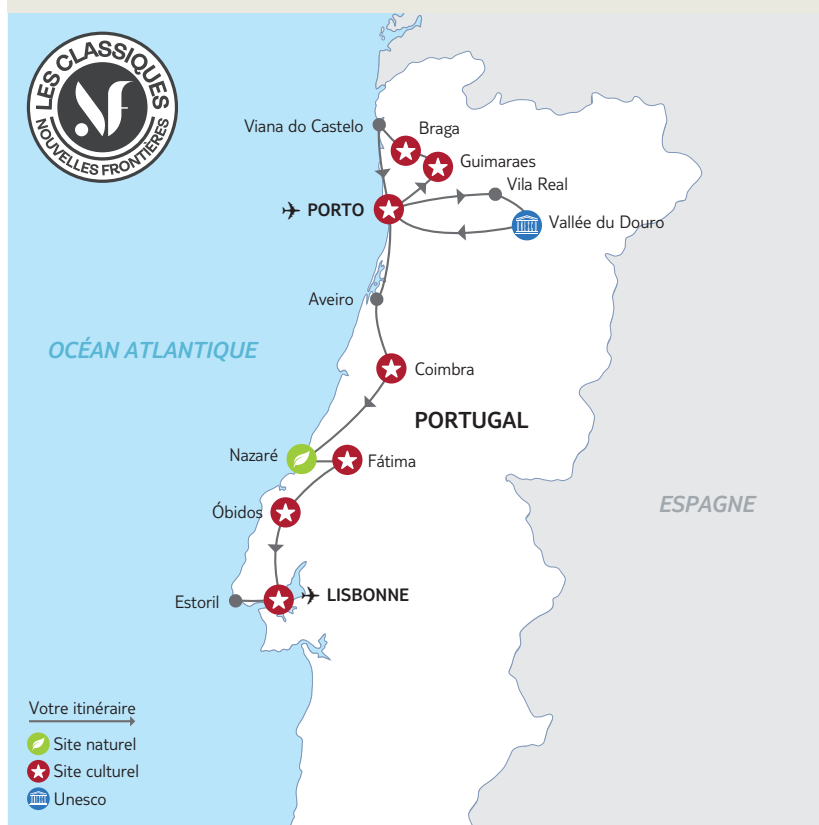 LES CLASSIQUES
NF
NOUVELLES FRONTIÈRES
Viana do Castelo
Braga
Guimaraes
Vila Real
PORTO
Vallée du Douro
Aveiro
OCÉAN ATLANTIQUE
Coimbra
PORTUGAL
Nazaré
Fátima
ESPAGNE
Óbidos
Estoril
LISBONNE
Votre itinéraire
Site naturel
Site culturel
Unesco